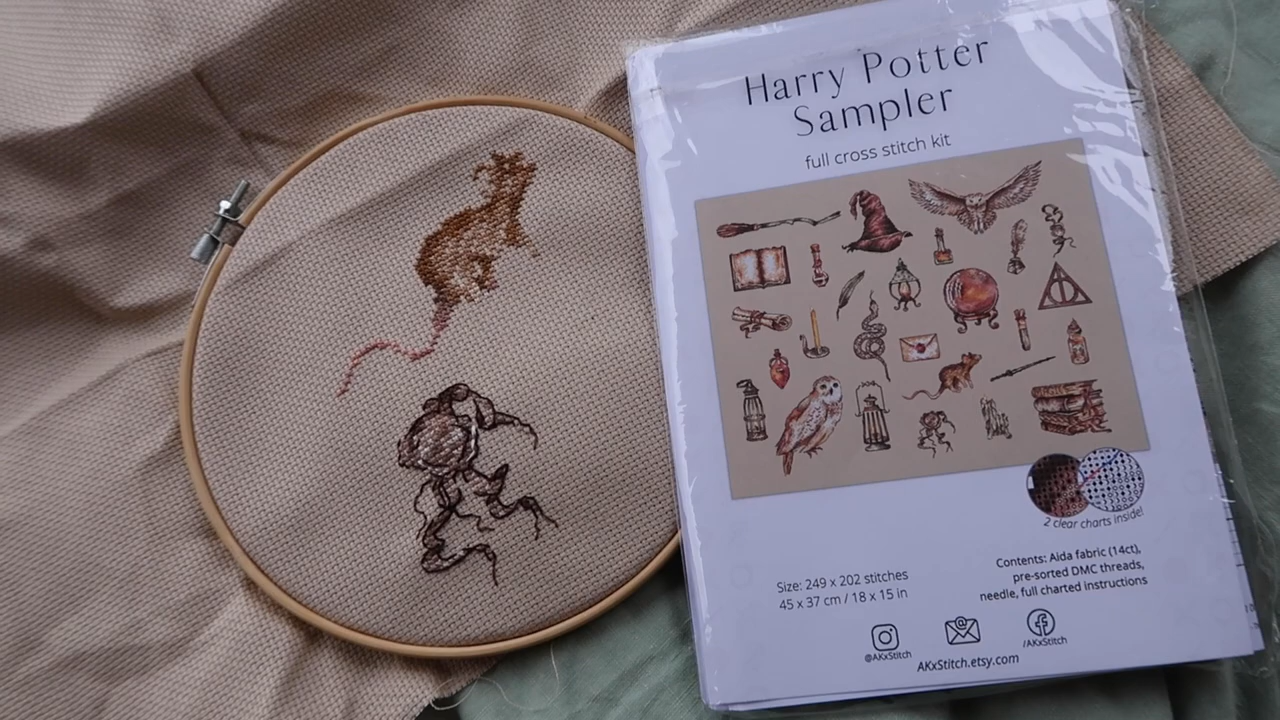 Harry Potter
Sampler
full cross stitch kit
2 clear charts inside!
Size: 249 x 202 stitches
45 x 37 cm / 18 x 15 in
Contents: Aida fabric (14ct),
pre-sorted DMC threads,
needle, full charted instructions
@AKxStitch
/AKxStitch
AKxStitch.etsy.com